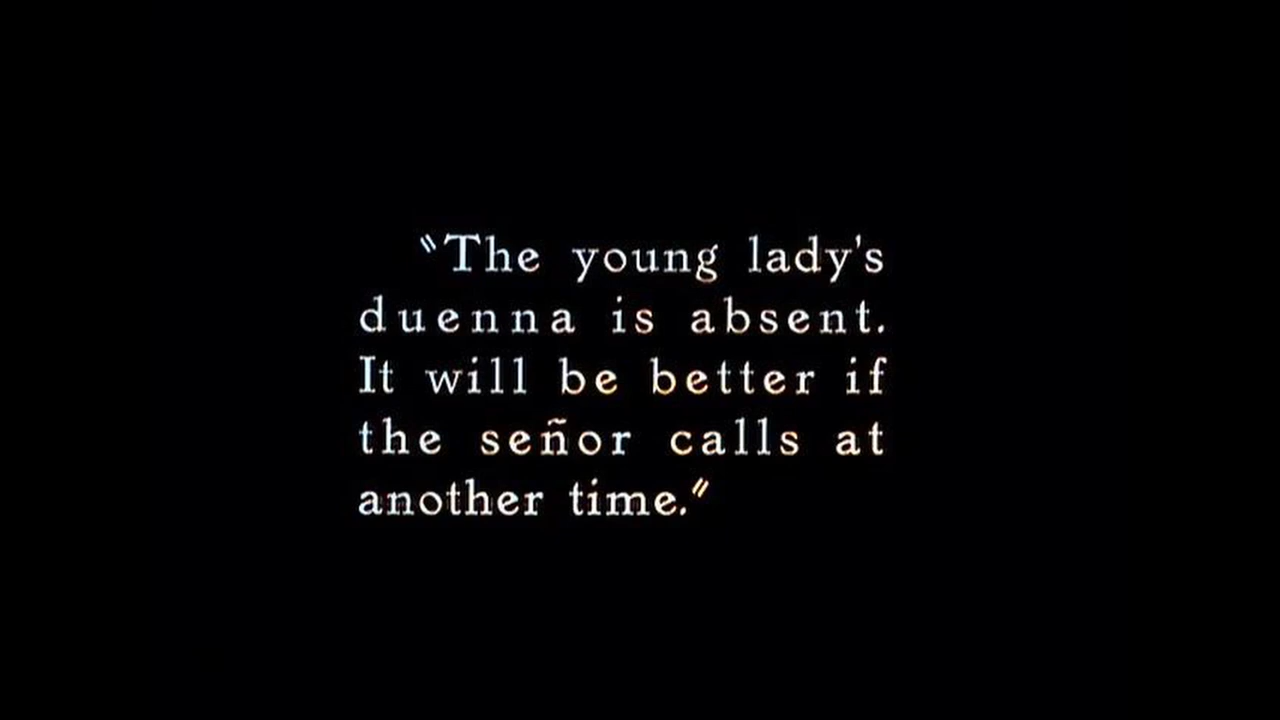 "The young lady's
duenna is absent.
It will be better if
the señor calls at
another time."